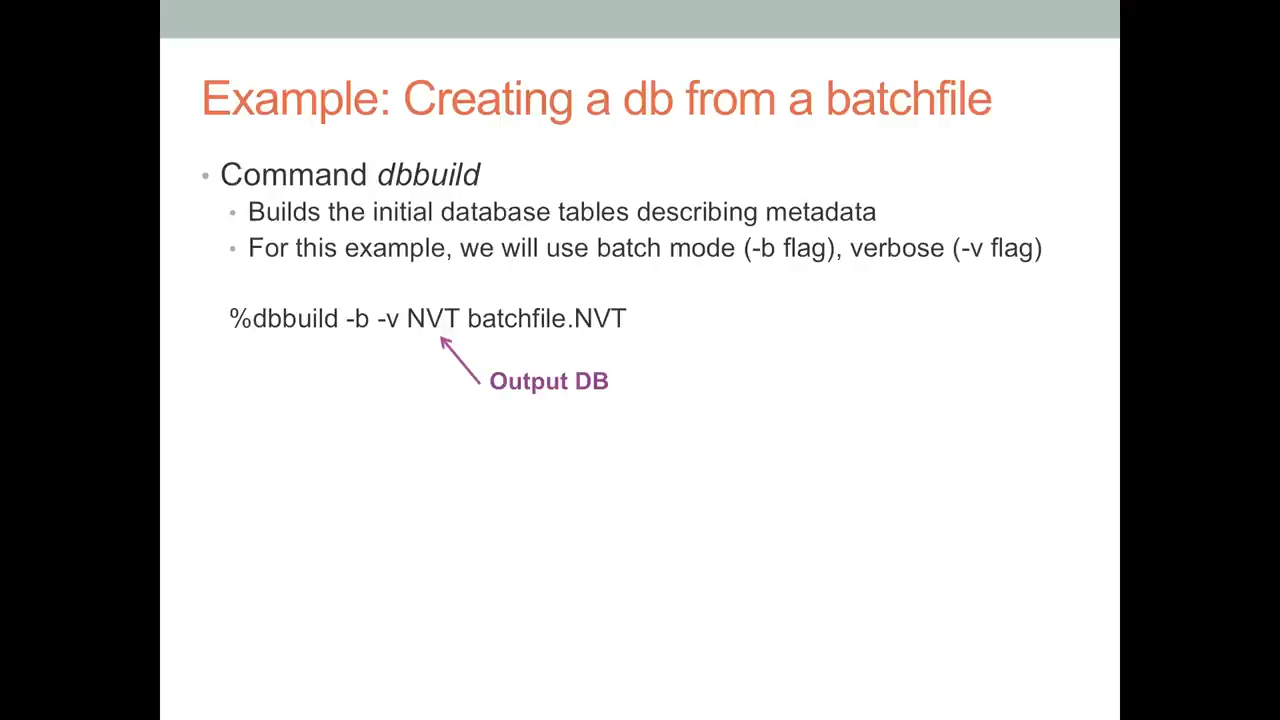 Example: Creating a db from a batchfile
• Command dbbuild
• Builds the initial database tables describing metadata
• For this example, we will use batch mode (-b flag), verbose (-v flag)
%dbbuild -b -v NVT batchfile.NVT
Output DB